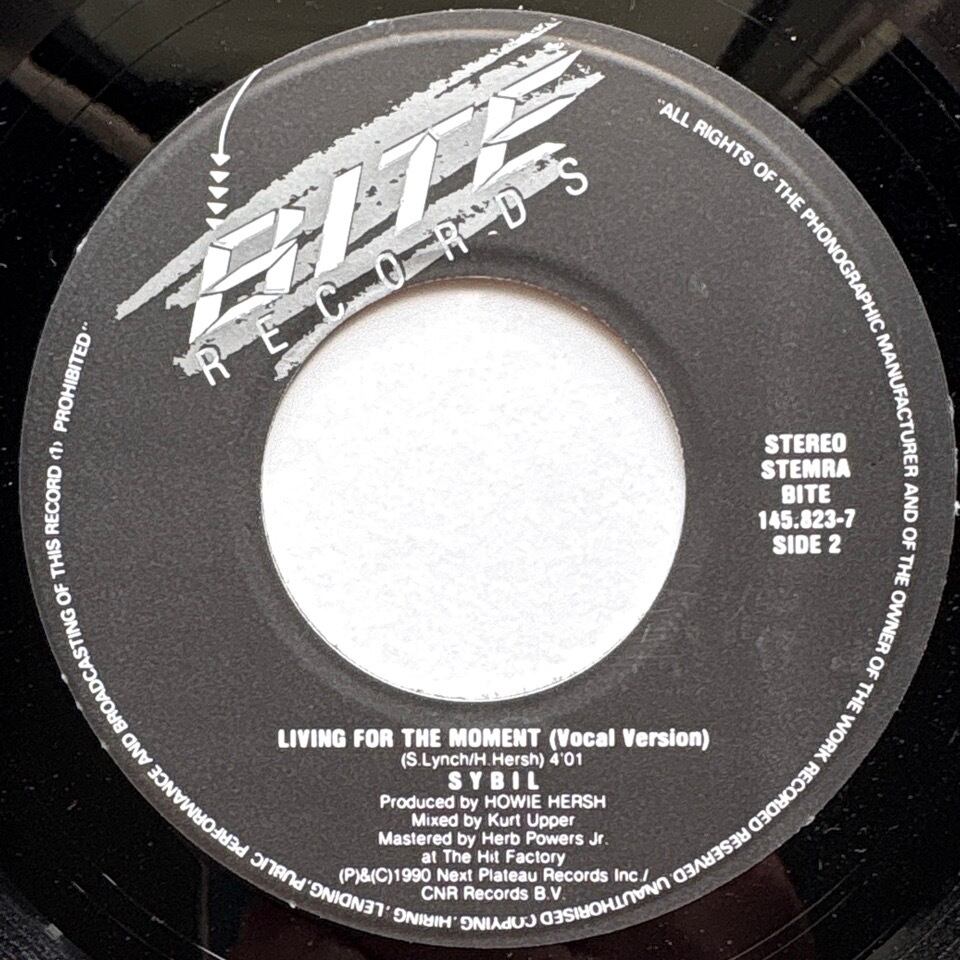 BITE
RECORDS
"ALL RIGHTS OF THE PHONOGRAPHIC MANUFACTURER AND OF THE OWNER OF THE WORK RECORDED RESERVED. UNAUTHORISED COPYING, HIRING, LENDING, PUBLIC PERFORMANCE AND BROADCASTING OF THIS RECORD (1) PROHIBITED"
STEREO
STEMRA
BITE
145.823-7
SIDE 2
LIVING FOR THE MOMENT (Vocal Version)
(S.Lynch/H.Hersh) 4'01
SYBIL
Produced by HOWIE HERSH
Mixed by Kurt Upper
Mastered by Herb Powers Jr.
at The Hit Factory
(P)&(C)1990 Next Plateau Records Inc./
CNR Records B.V.